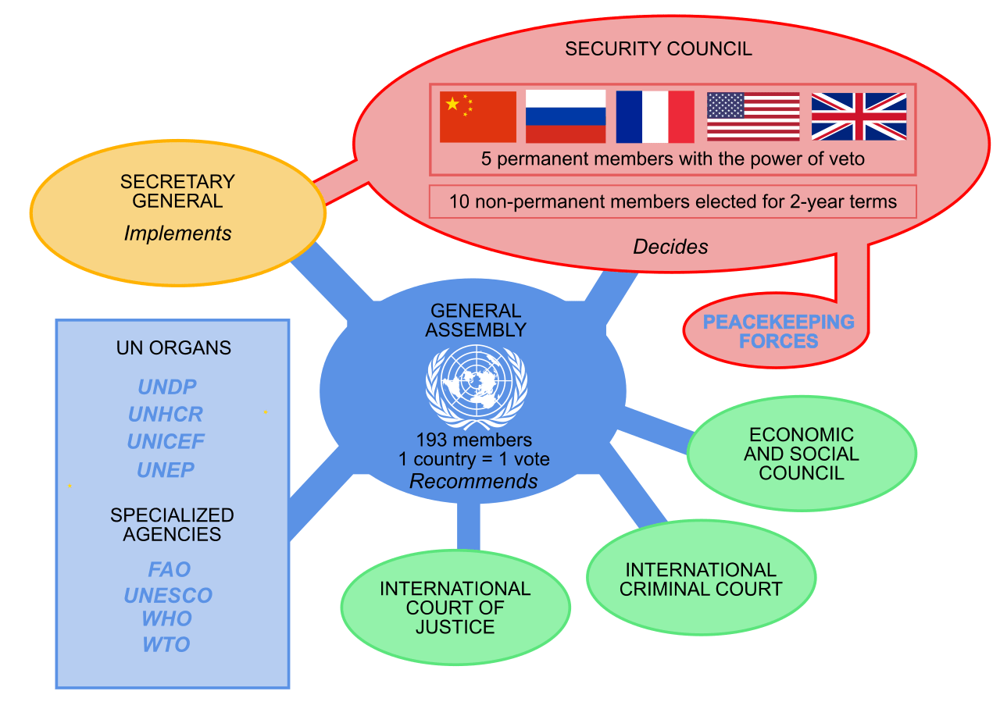 SECURITY COUNCIL
5 permanent members with the power of veto
10 non-permanent members elected for 2-year terms
Decides
SECRETARY
GENERAL
Implements
PEACEKEEPING
FORCES
GENERAL
ASSEMBLY
193 members
1 country = 1 vote
Recommends
UN ORGANS
UNDP
UNHCR
UNICEF
UNEP
SPECIALIZED
AGENCIES
FAO
UNESCO
WHO
WTO
ECONOMIC
AND SOCIAL
COUNCIL
INTERNATIONAL
CRIMINAL COURT
INTERNATIONAL
COURT OF
JUSTICE